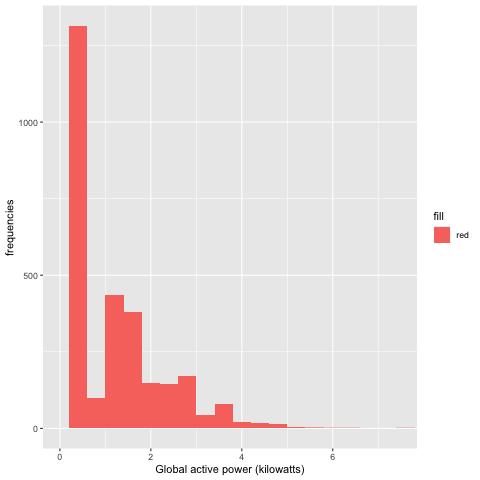 1000
500
0
frequencies
0 2 4 6
Global active power (kilowatts)
fill
red